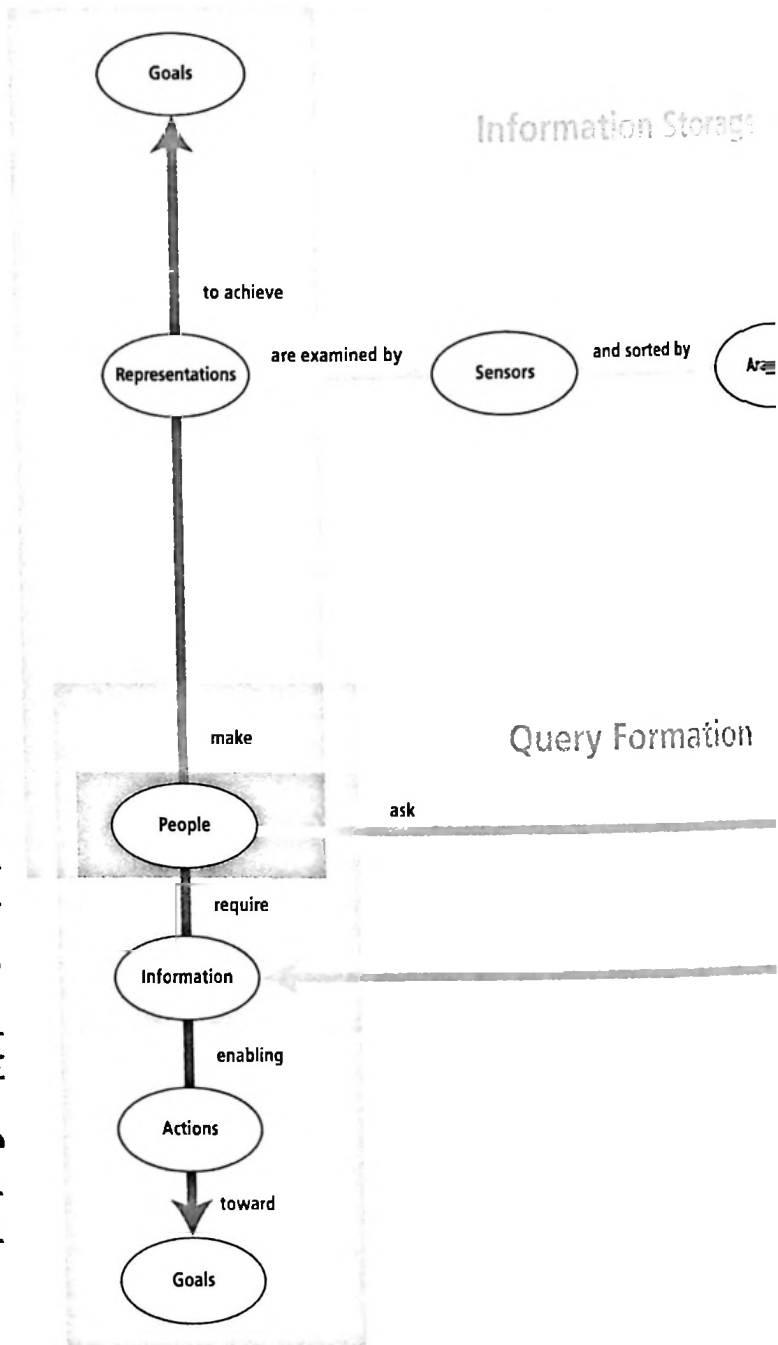 Goals
Information Storage
to achieve
Representations
are examined by
Sensors
and sorted by
make
Query Formation
People
ask
require
Information
enabling
Actions
toward
Goals